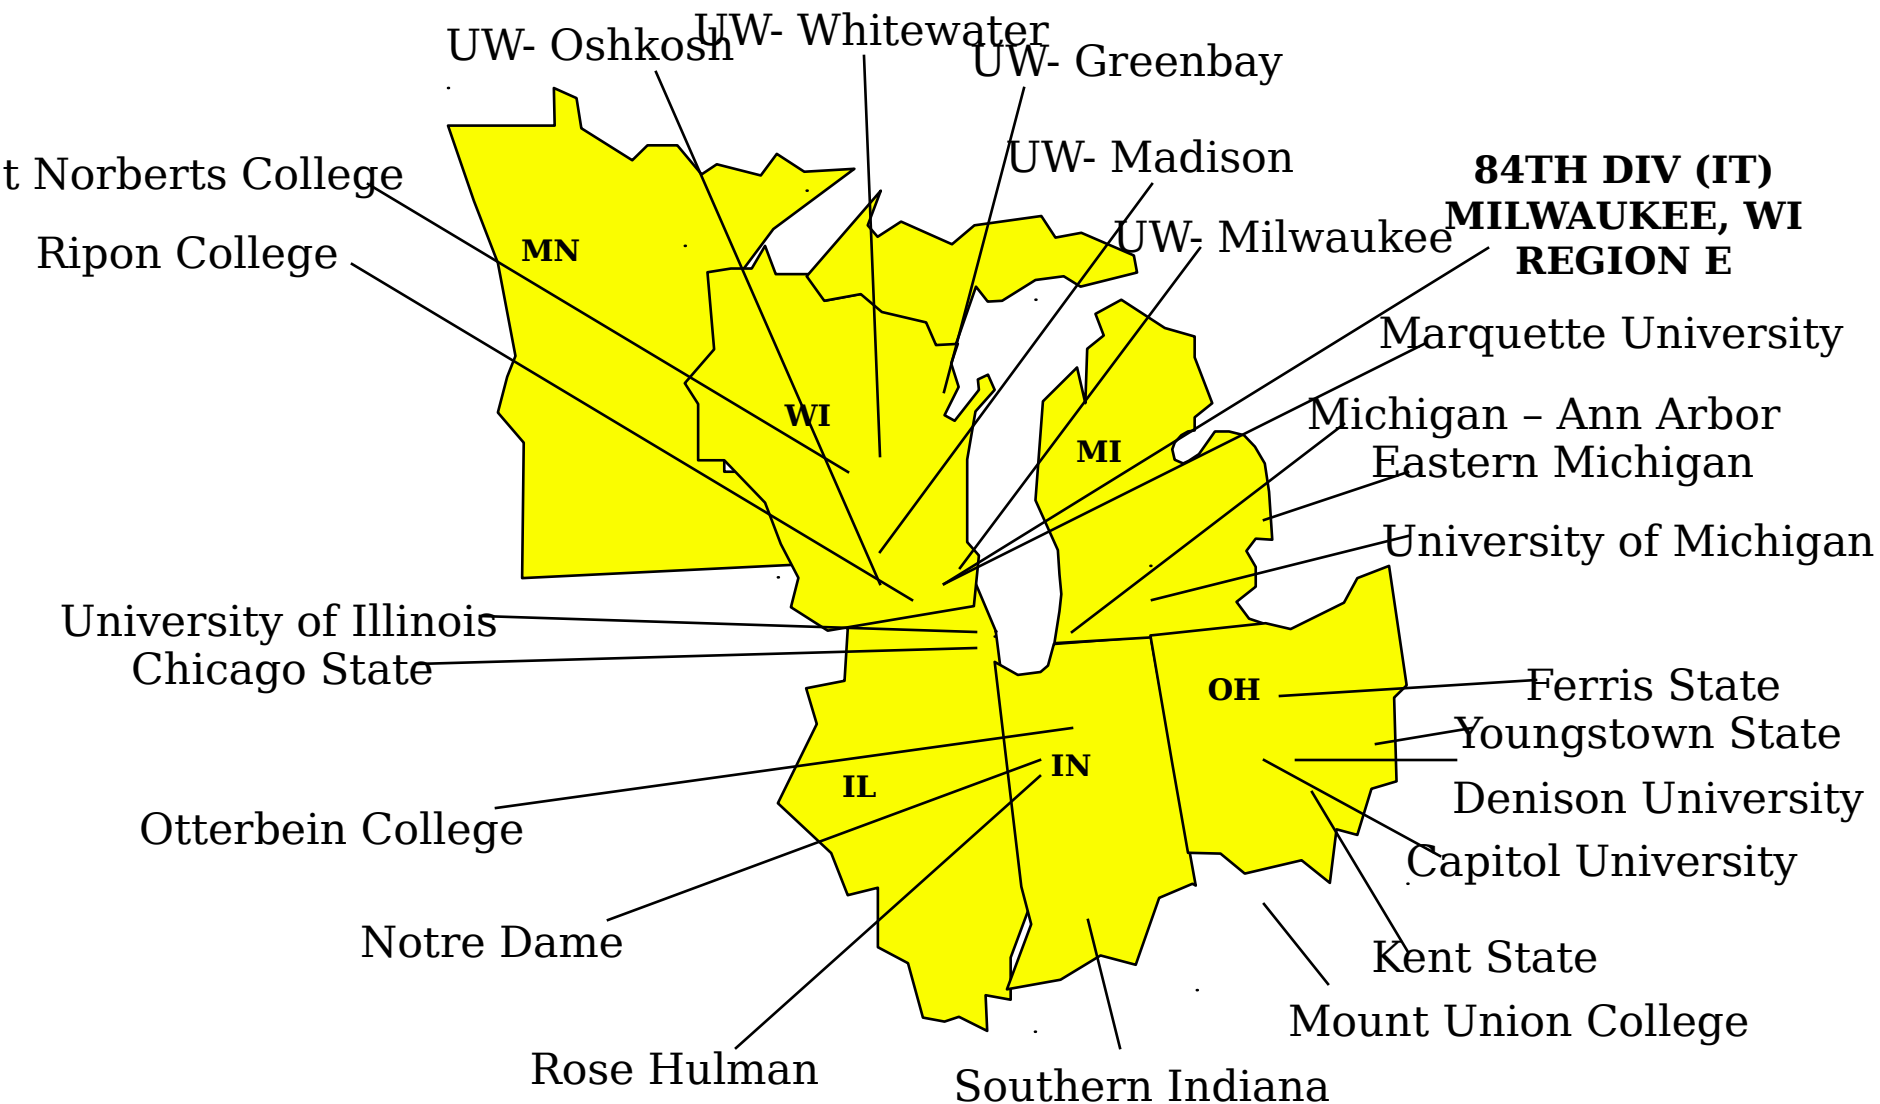 UW- Oshkosh
UW- Whitewater
UW- Greenbay
UW- Madison
UW- Milwaukee
84TH DIV (IT)
MILWAUKEE, WI
REGION E
t Norberts College
Ripon College
MN
WI
MI
Marquette University
Michigan – Ann Arbor
Eastern Michigan
University of Michigan
University of Illinois
Chicago State
OH
Ferris State
Youngstown State
IN
IL
Denison University
Otterbein College
Capitol University
Notre Dame
Kent State
Mount Union College
Rose Hulman
Southern Indiana